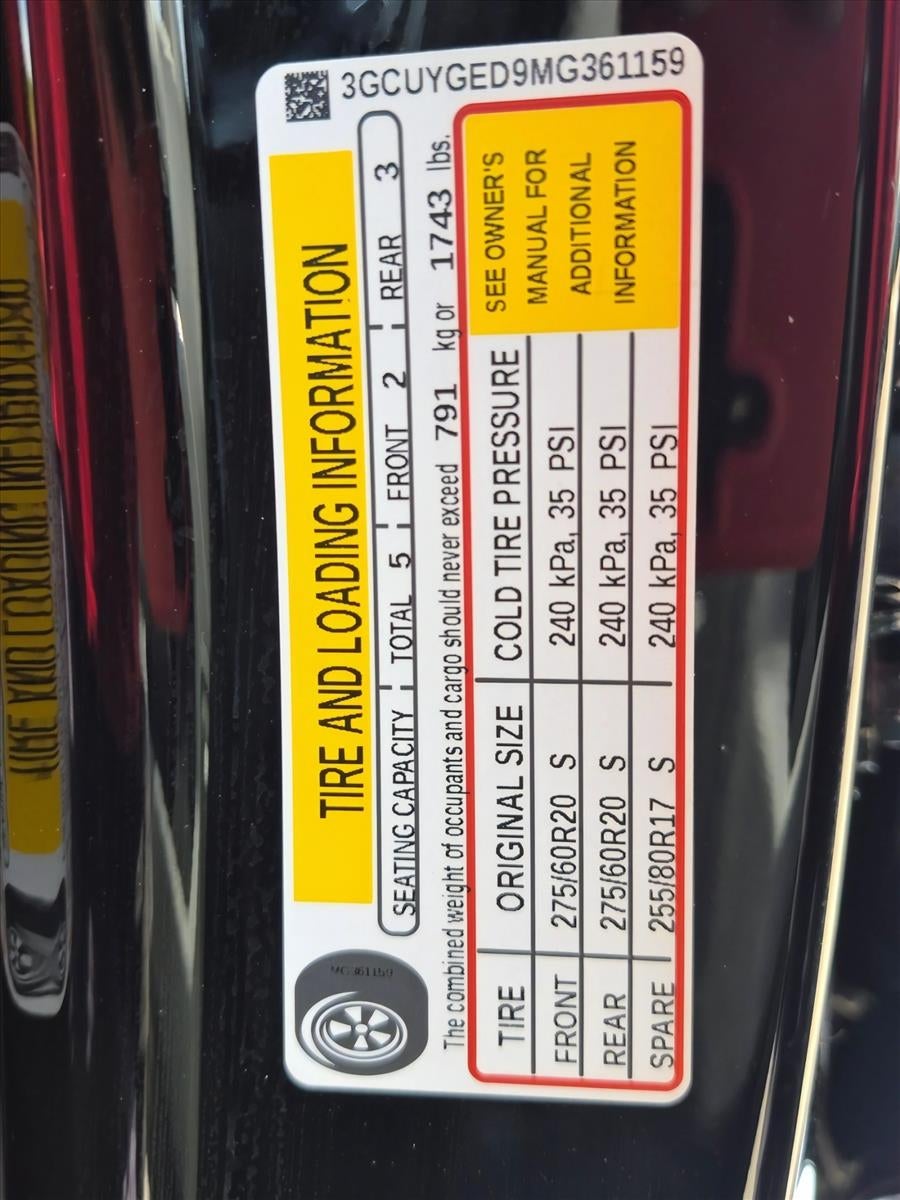 3GCUYGED9MG361159
TIRE AND LOADING INFORMATION
SEATING CAPACITY TOTAL 5 FRONT 2 REAR 3
The combined weight of occupants and cargo should never exceed 791 kg or 1743 lbs.
TIRE ORIGINAL SIZE COLD TIRE PRESSURE
FRONT 275/60R20 S 240 kPa, 35 PSI
REAR 275/60R20 S 240 kPa, 35 PSI
SPARE 255/80R17 S 240 kPa, 35 PSI
SEE OWNER'S
MANUAL FOR
ADDITIONAL
INFORMATION
MG361159